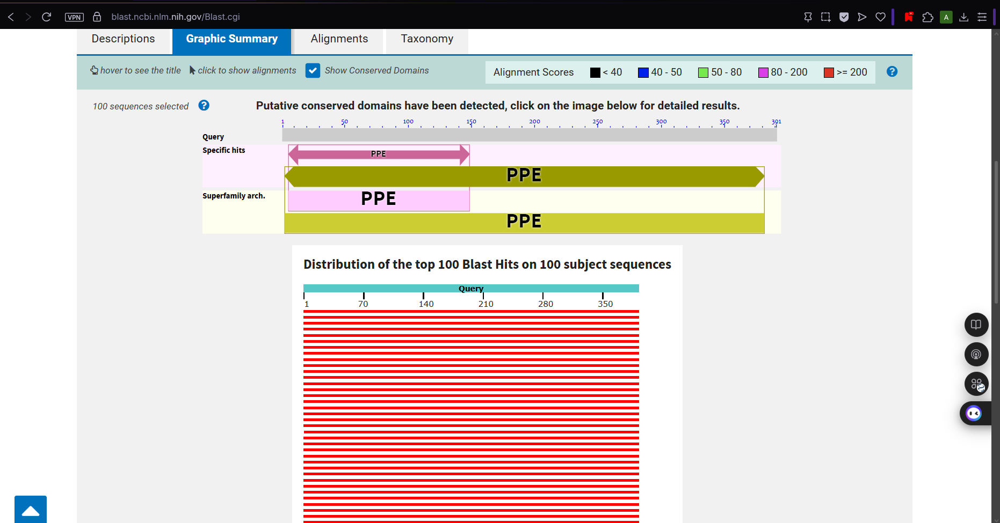 VPN blast.ncbi.nlm.nih.gov/Blast.cgi A
Descriptions Graphic Summary Alignments Taxonomy
hover to see the title click to show alignments Show Conserved Domains Alignment Scores < 40 40 - 50 50 - 80 80 - 200 >= 200 ?
100 sequences selected ? Putative conserved domains have been detected, click on the image below for detailed results.
1 50 100 150 200 250 300 350 391
Query
Specific hits PPE
PPE
Superfamily arch. PPE
PPE
Distribution of the top 100 Blast Hits on 100 subject sequences
Query
1 70 140 210 280 350